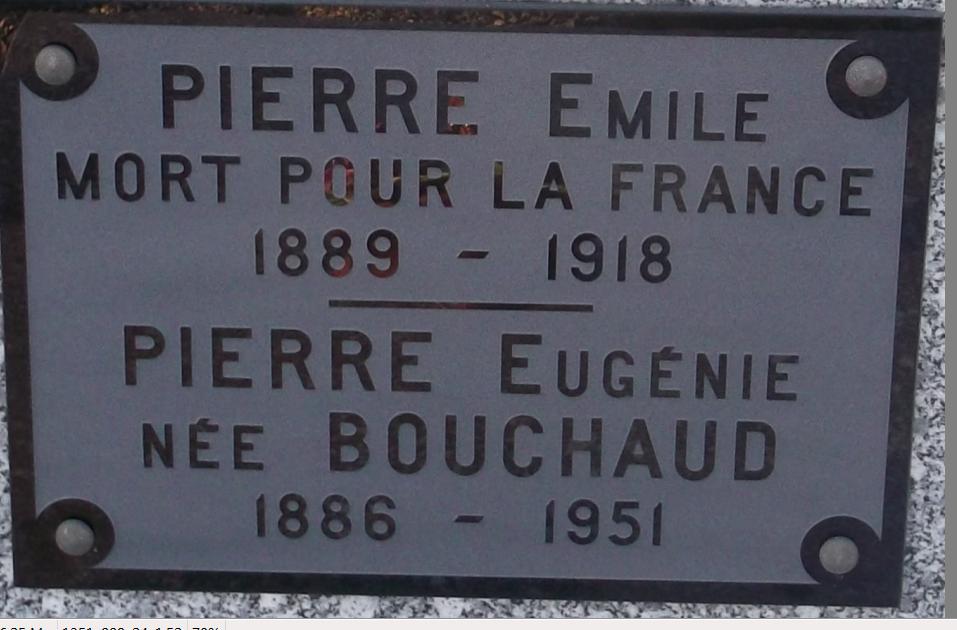 PIERRE EMILE
MORT POUR LA FRANCE
1889 - 1918
PIERRE EUGÉNIE
NÉE BOUCHAUD
1886 - 1951